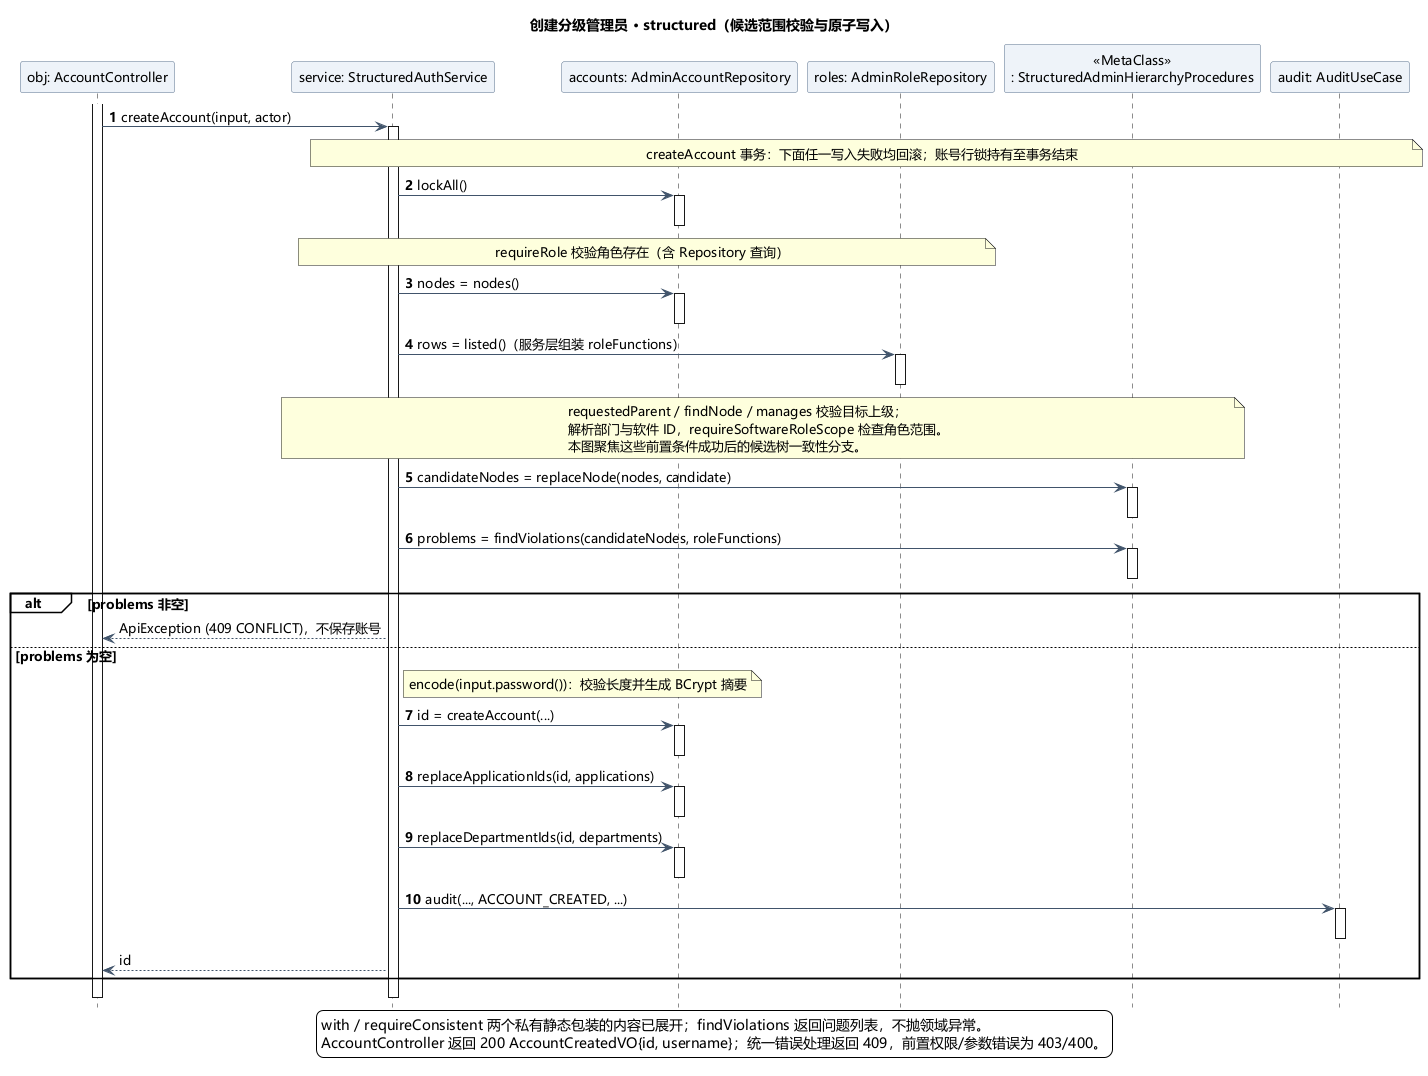 创建分级管理员 · structured（候选范围校验与原子写入）
obj: AccountController
service: StructuredAuthService
accounts: AdminAccountRepository
roles: AdminRoleRepository
«MetaClass»
: StructuredAdminHierarchyProcedures
audit: AuditUseCase
1 createAccount(input, actor)
createAccount 事务：下面任一写入失败均回滚；账号行锁持有至事务结束
2 lockAll()
requireRole 校验角色存在（含 Repository 查询）
3 nodes = nodes()
4 rows = listed()（服务层组装 roleFunctions）
requestedParent / findNode / manages 校验目标上级；
解析部门与软件 ID，requireSoftwareRoleScope 检查角色范围。
本图聚焦这些前置条件成功后的候选树一致性分支。
5 candidateNodes = replaceNode(nodes, candidate)
6 problems = findViolations(candidateNodes, roleFunctions)
alt [problems 非空]
ApiException (409 CONFLICT)，不保存账号
[problems 为空]
encode(input.password())：校验长度并生成 BCrypt 摘要
7 id = createAccount(...)
8 replaceApplicationIds(id, applications)
9 replaceDepartmentIds(id, departments)
10 audit(..., ACCOUNT_CREATED, ...)
id
with / requireConsistent 两个私有静态包装的内容已展开；findViolations 返回问题列表，不抛领域异常。
AccountController 返回 200 AccountCreatedVO{id, username}；统一错误处理返回 409，前置权限/参数错误为 403/400。